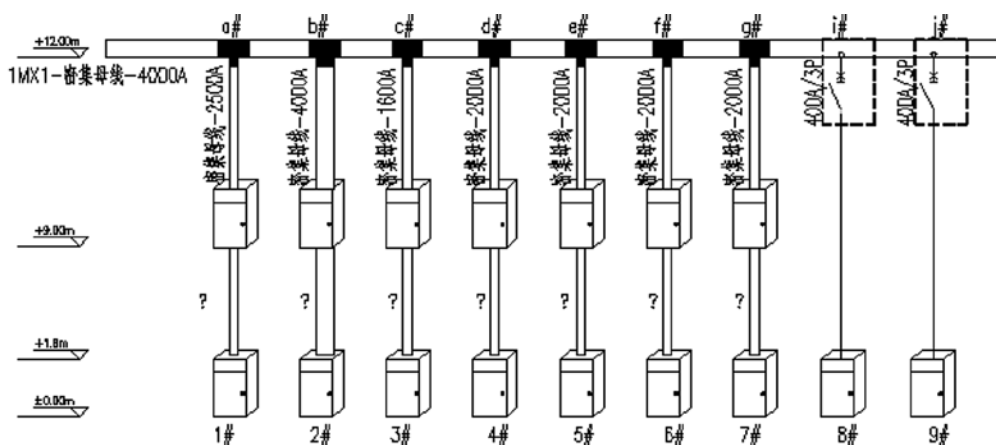 a# b# c# d# e# f# g# i# j#
+12.00m
1MX1-密集母线-4000A
密集母线-2500A
密集母线-4000A
密集母线-1600A
密集母线-2000A
密集母线-2000A
密集母线-2000A
密集母线-2000A
400A/3P
400A/3P
+9.00m
? ? ? ? ? ? ?
+1.8m
±0.00m
1# 2# 3# 4# 5# 6# 7# 8# 9#